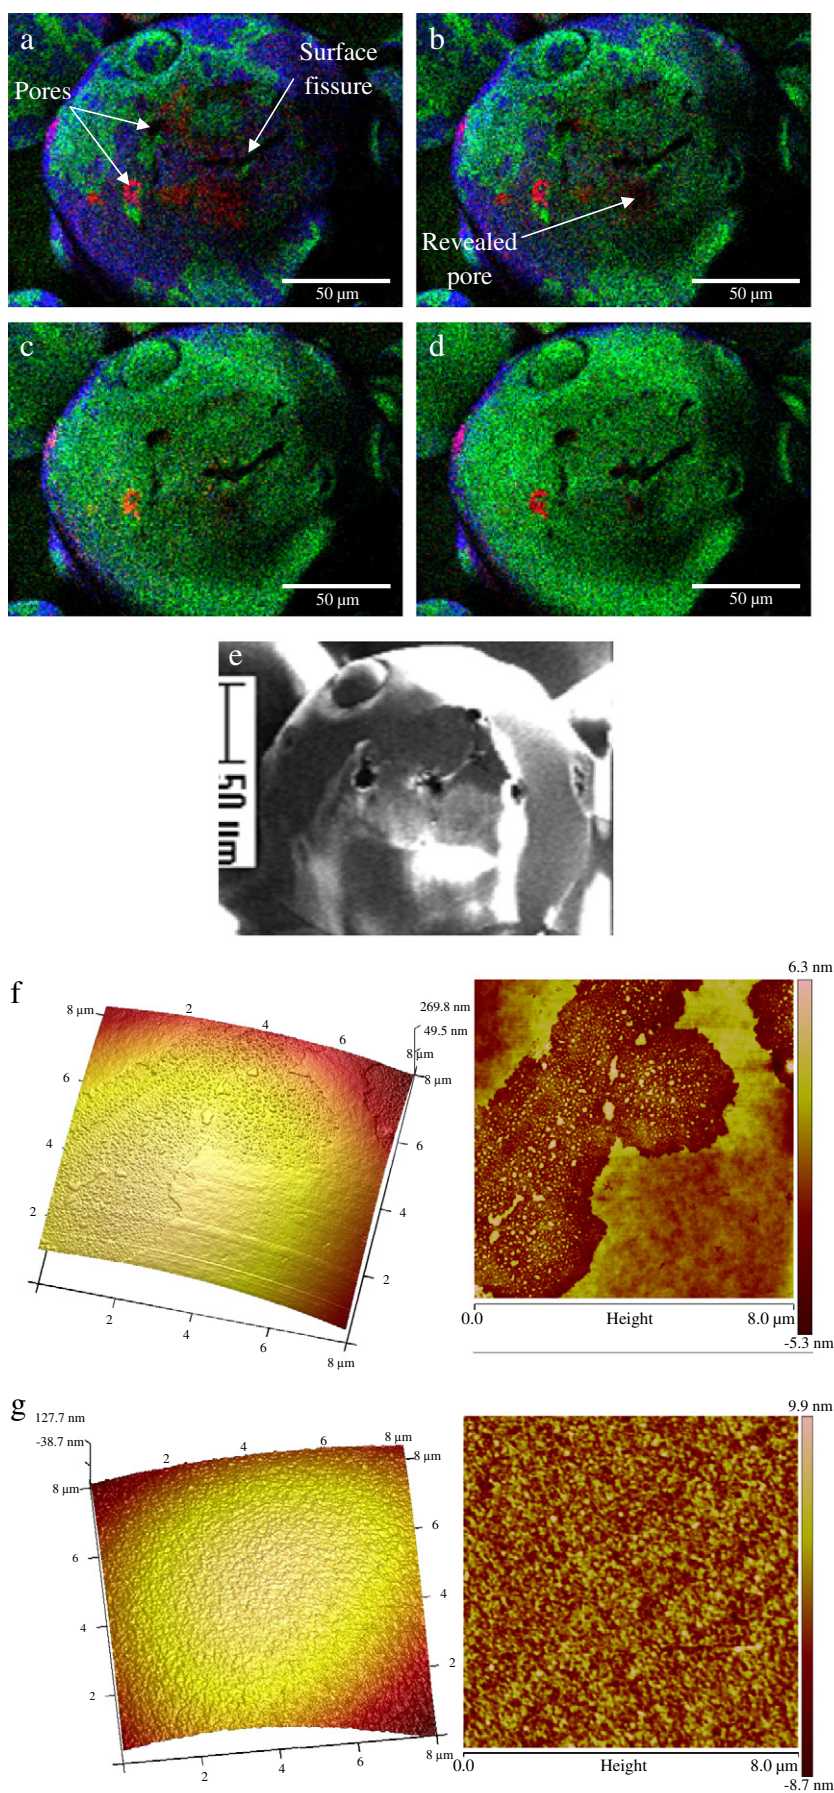 a
Surface
fissure
Pores
50 μm
b
Revealed
pore
50 μm
c
50 μm
d
50 μm
e
50 μm
f
8 μm
2
4
6
269.8 nm
49.5 nm
8 μm
8 μm
6
4
2
6
4
2
2
4
6
8 μm
6.3 nm
0.0
Height
8.0 μm
-5.3 nm
g
127.7 nm
-38.7 nm
8 μm
2
4
6
8 μm
8 μm
6
4
2
6
4
2
2
4
6
8 μm
9.9 nm
0.0
Height
8.0 μm
-8.7 nm